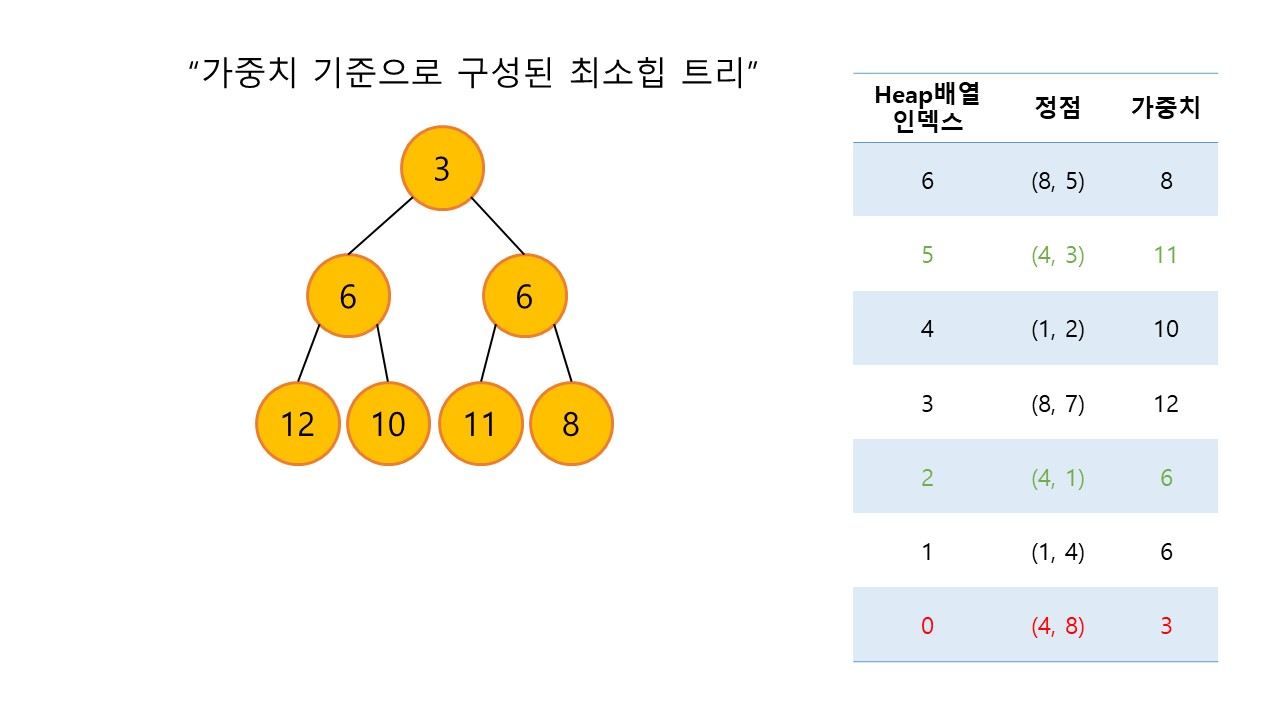 “가중치 기준으로 구성된 최소힙 트리”
3
6 6
12 10 11 8
Heap배열
인덱스 정점 가중치
6 (8, 5) 8
5 (4, 3) 11
4 (1, 2) 10
3 (8, 7) 12
2 (4, 1) 6
1 (1, 4) 6
0 (4, 8) 3